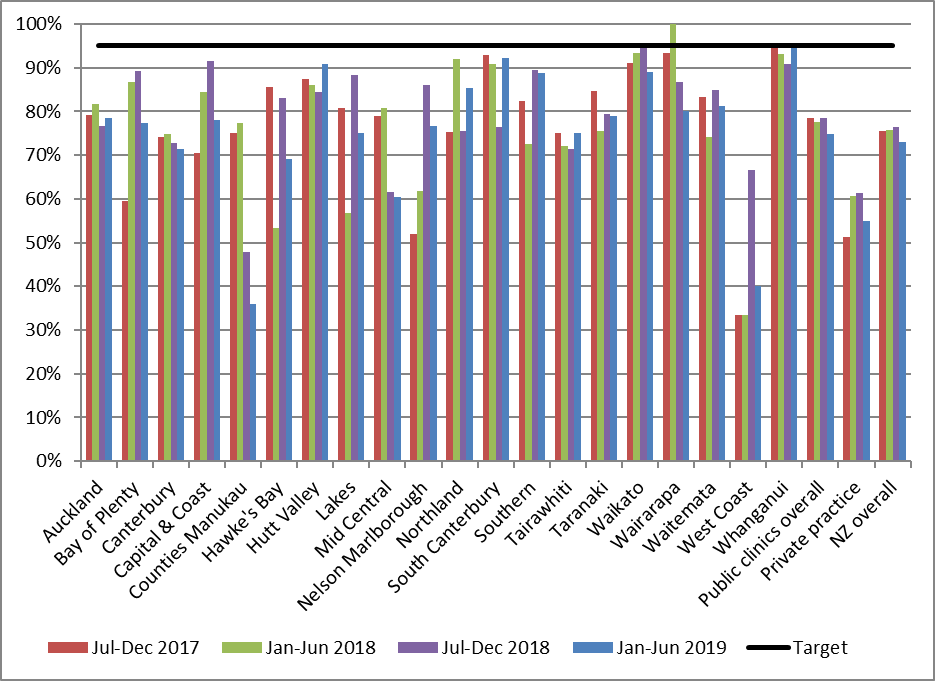 100%
90%
80%
70%
60%
50%
40%
30%
20%
10%
0%
Auckland
Bay of Plenty
Canterbury
Capital & Coast
Counties Manukau
Hawke's Bay
Hutt Valley
Lakes
Mid Central
Nelson Marlborough
Northland
South Canterbury
Southern
Tairawhiti
Taranaki
Waikato
Wairarapa
Waitemata
West Coast
Whanganui
Public clinics overall
Private practice
NZ overall
Jul-Dec 2017 Jan-Jun 2018 Jul-Dec 2018 Jan-Jun 2019 Target